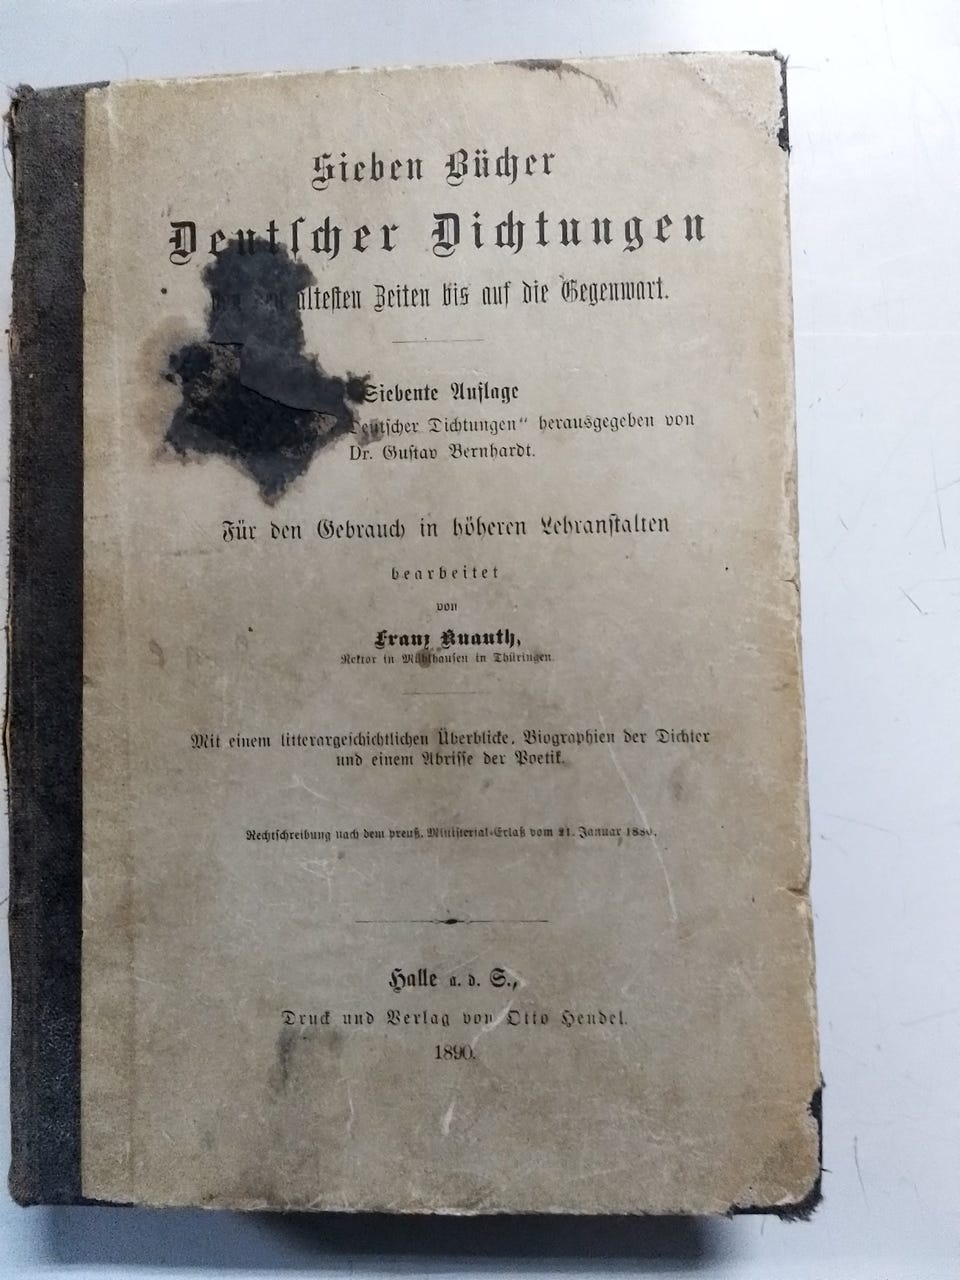 Sieben Bücher
Deutscher Dichtungen
ältesten Zeiten bis auf die Gegenwart.
Siebente Auflage
Deutscher Dichtungen" herausgegeben von
Dr. Gustav Bernhardt.
Für den Gebrauch in höheren Lehranstalten
bearbeitet
von
Franz Knauth,
Rektor in Mühlhausen in Thüringen.
Mit einem litterargeschichtlichen Überblicke, Biographien der Dichter
und einem Abrisse der Poetik.
Rechtschreibung nach dem preuß. Ministerial-Erlaß vom 21. Januar 1880.
Halle a. d. S.,
Druck und Verlag von Otto Hendel.
1890.